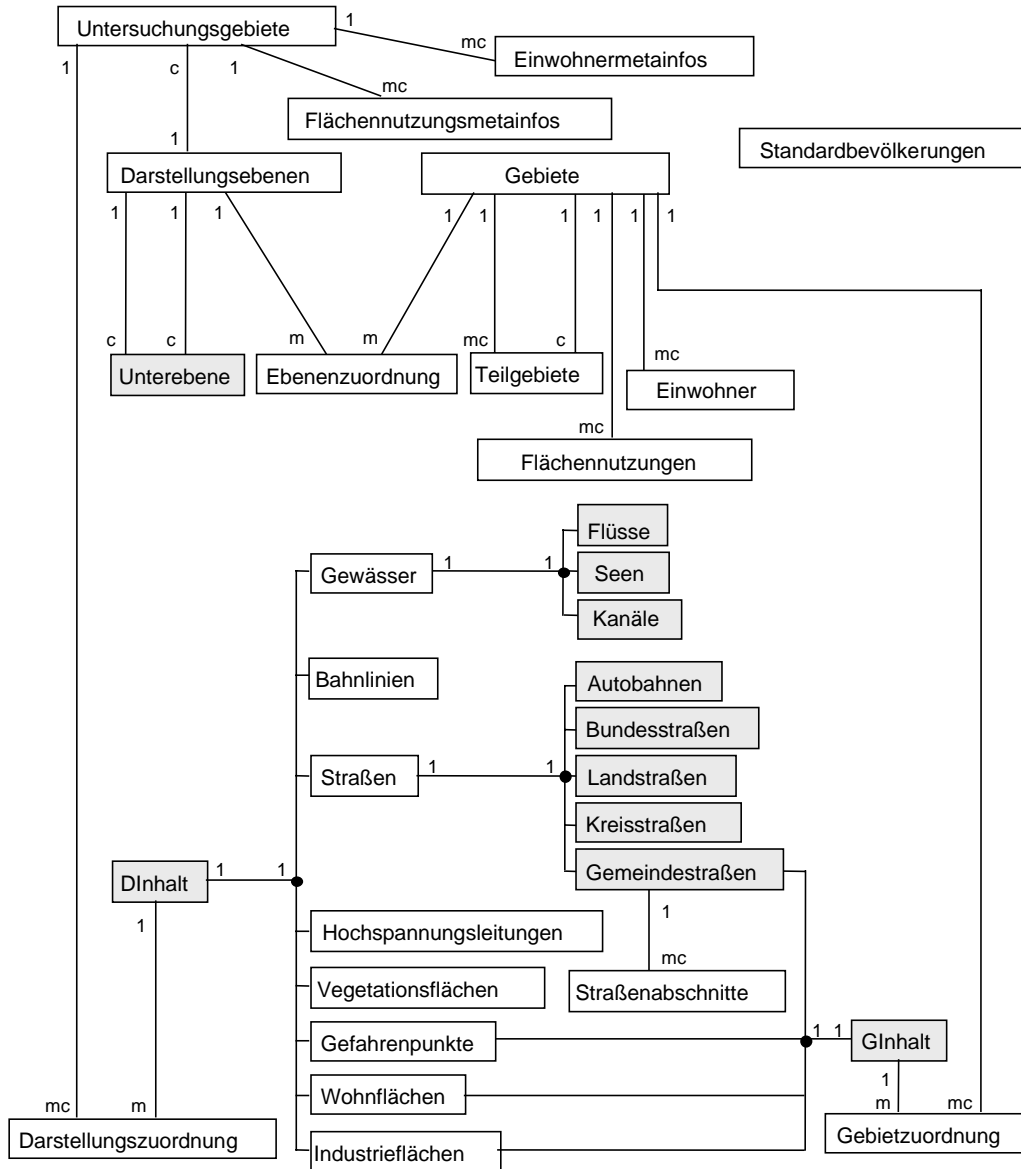 Untersuchungsgebiete
1
mc
Einwohnermetainfos
1
c
1
mc
Flächennutzungsmetainfos
Standardbevölkerungen
1
Darstellungsebenen
Gebiete
1
1
1
1
1
1
1
1
1
c
c
m
m
mc
c
mc
Unterebene
Ebenenzuordnung
Teilgebiete
Einwohner
mc
Flächennutzungen
Flüsse
Gewässer
1
1
Seen
Kanäle
Bahnlinien
Autobahnen
Bundesstraßen
Straßen
1
1
Landstraßen
Kreisstraßen
DInhalt
1
1
Gemeindestraßen
1
1
Hochspannungsleitungen
mc
Vegetationsflächen
Straßenabschnitte
Gefahrenpunkte
1
1
GInhalt
1
Wohnflächen
mc
m
m
mc
Darstellungszuordnung
Industrieflächen
Gebietzuordnung